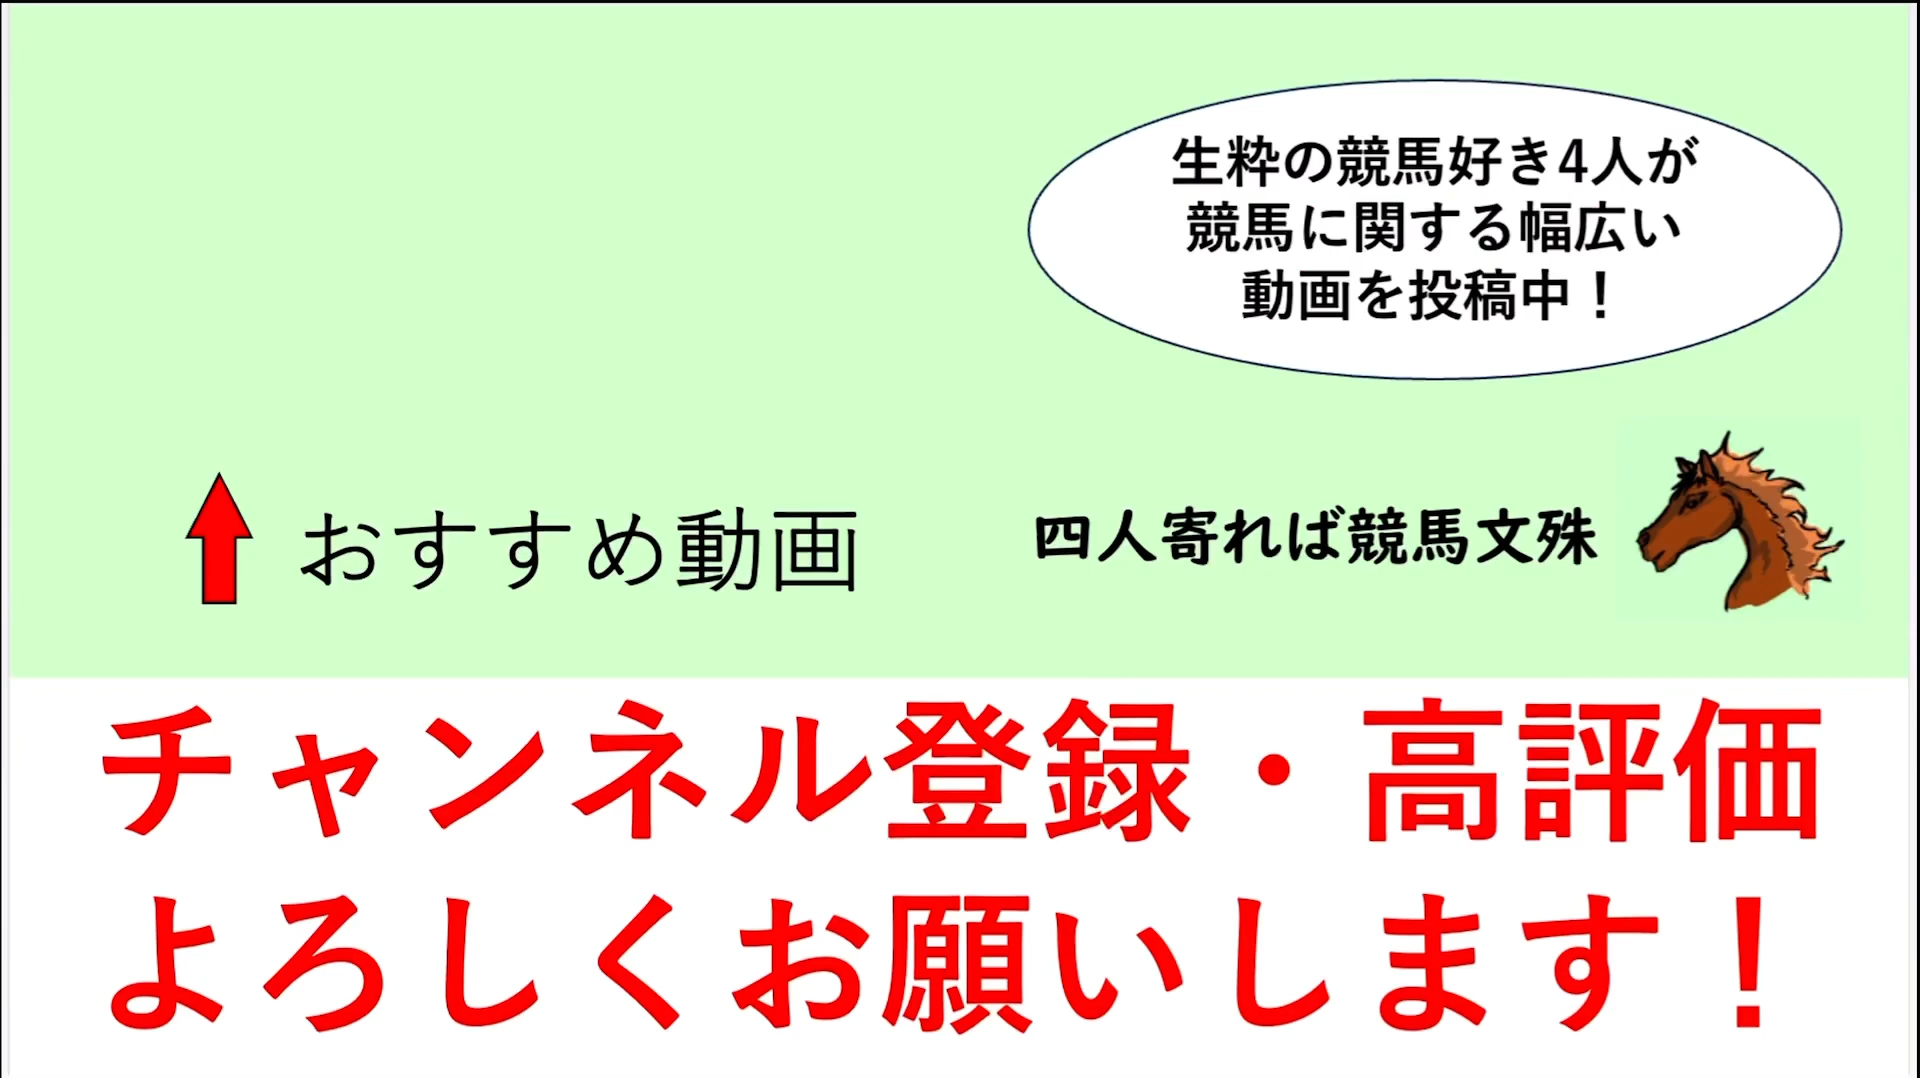 生粋の競馬好き4人が
競馬に関する幅広い
動画を投稿中！
おすすめ動画
四人寄れば競馬文殊
チャンネル登録・高評価
よろしくお願いします！